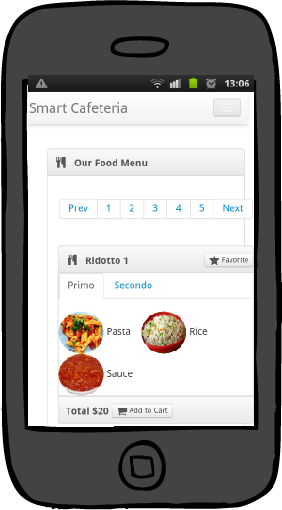 13:06
Smart Cafeteria
Our Food Menu
Prev 1 2 3 4 5 Next
Ridotto 1 Favorite
Primo Secondo
Pasta Rice
Sauce
Total $20 Add to Cart